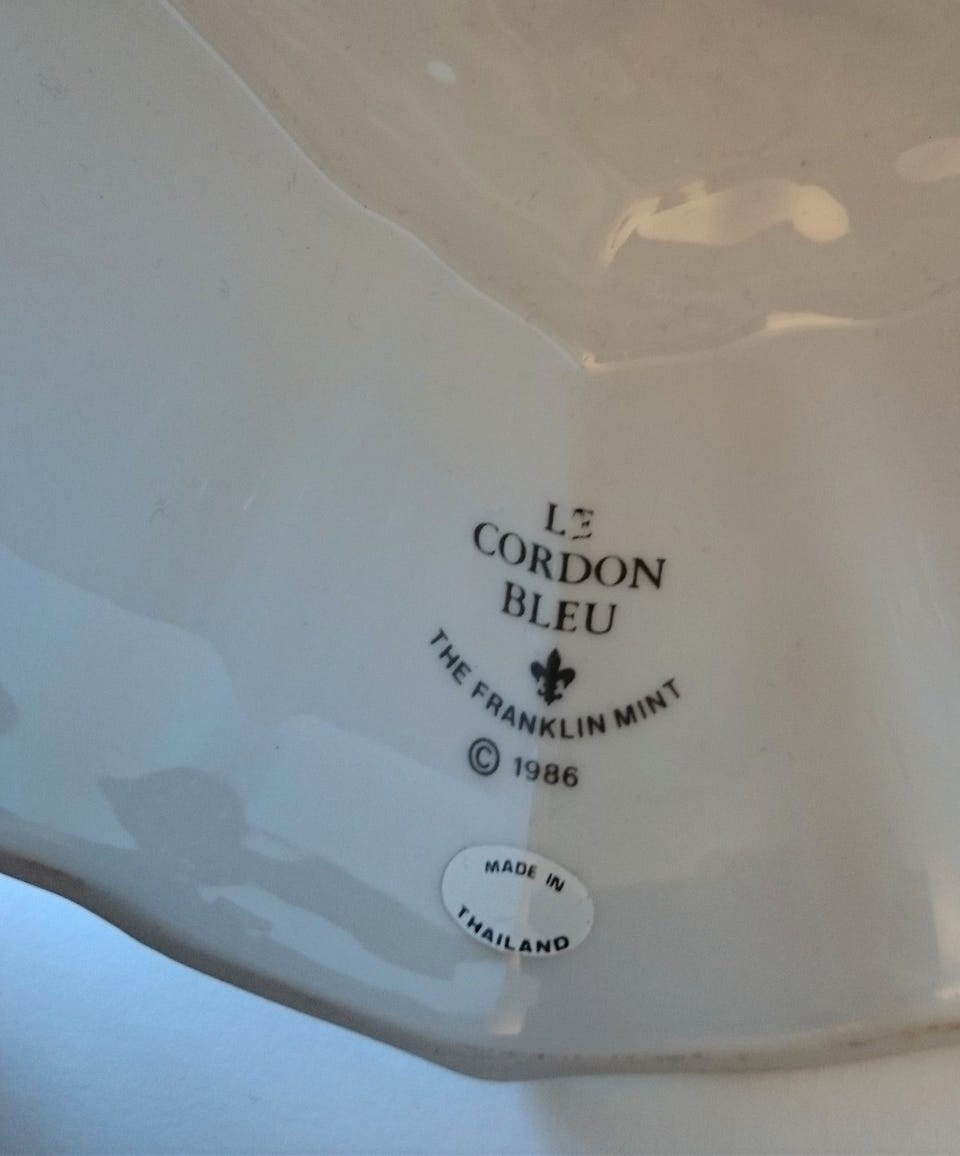 LE
CORDON
BLEU
THE FRANKLIN MINT
© 1986
MADE IN
THAILAND